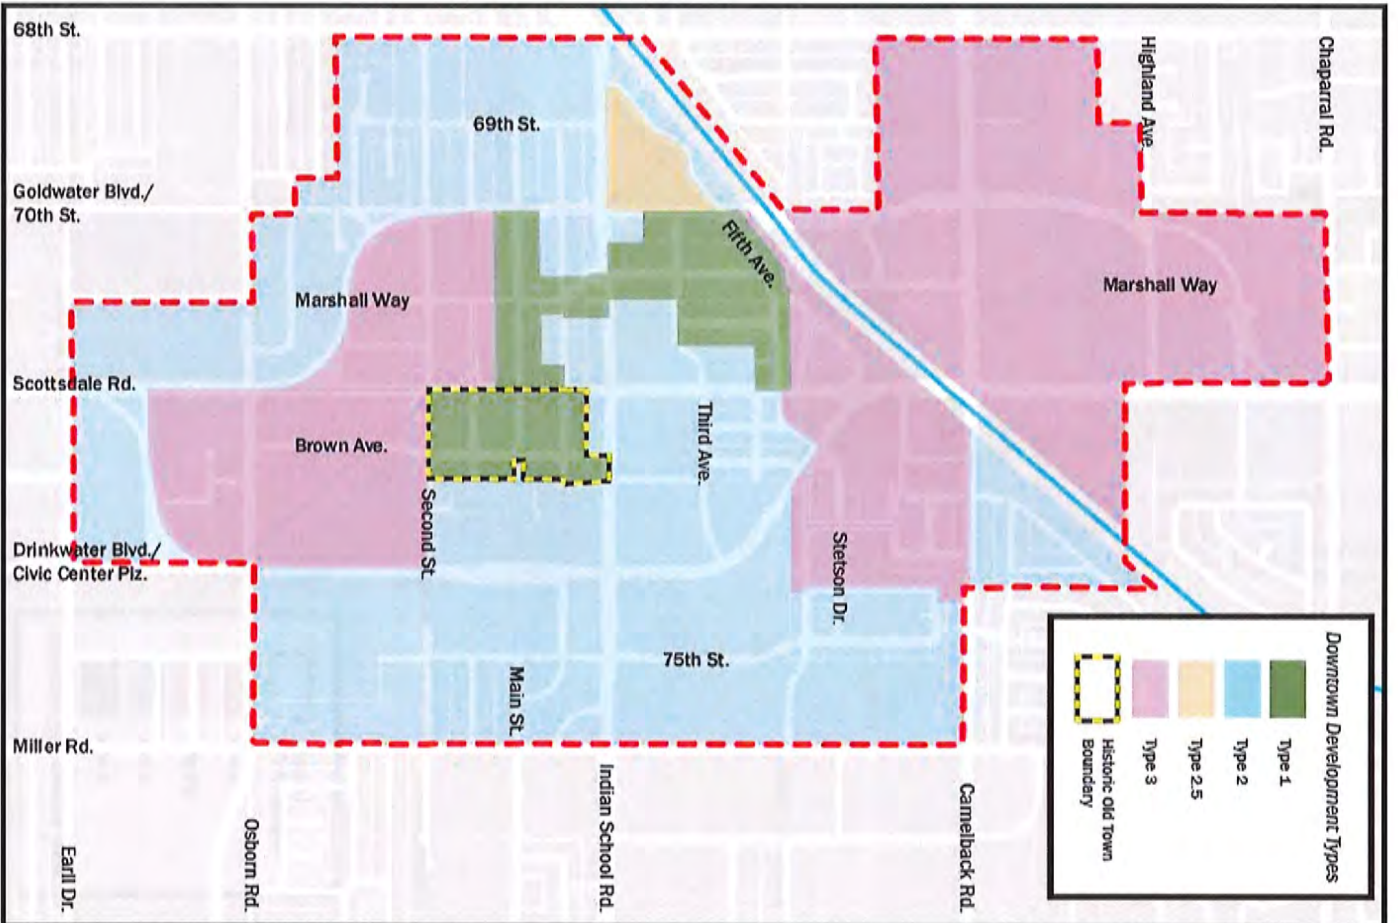 68th St.
69th St.
Goldwater Blvd./
70th St.
Marshall Way
Scottsdale Rd.
Brown Ave.
Drinkwater Blvd./
Civic Center Plz.
75th St.
Miller Rd.
Marshall Way
Fifth Ave.
Third Ave.
Second St.
Stetson Dr.
Main St.
Highland Ave.
Chaparral Rd.
Earll Dr.
Osborn Rd.
Indian School Rd.
Camelback Rd.
Downtown Development Types
Type 1
Type 2
Type 2.5
Type 3
Historic Old Town
Boundary